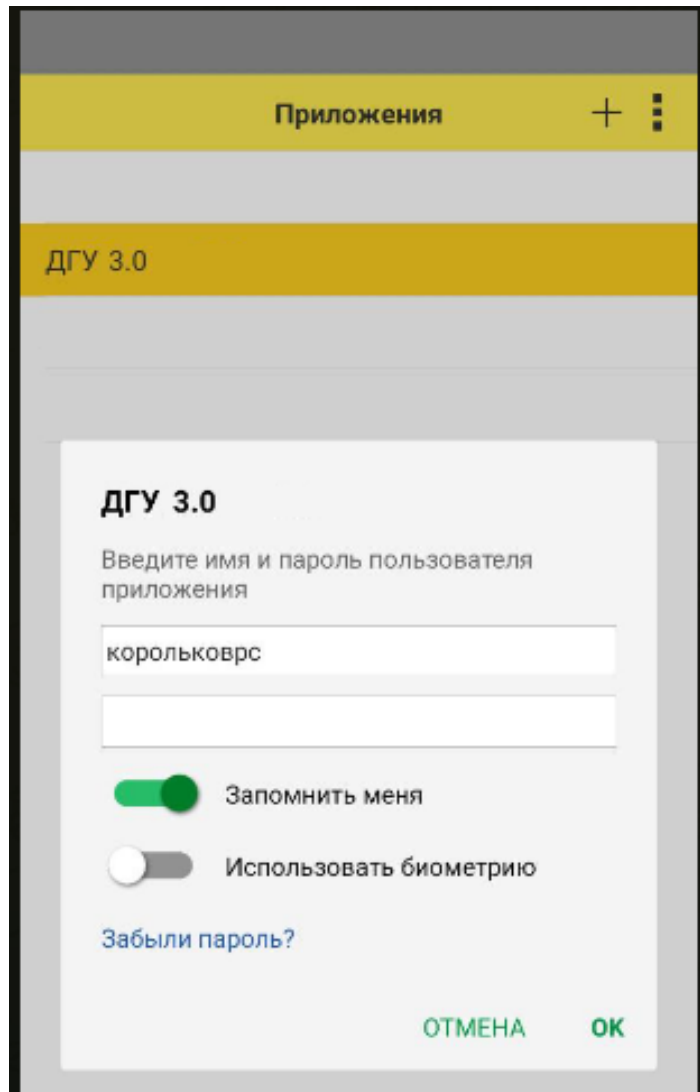 Приложения
ДГУ 3.0
ДГУ 3.0
Введите имя и пароль пользователя
приложения
корольковрс
Запомнить меня
Использовать биометрию
Забыли пароль?
ОТМЕНА ОК